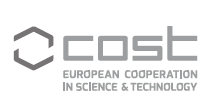 cost
EUROPEAN COOPERATION
IN SCIENCE & TECHNOLOGY